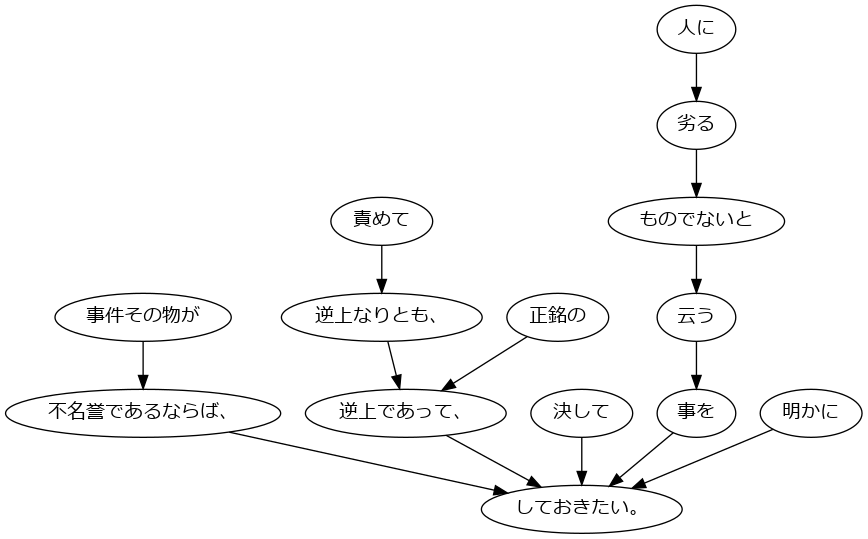 人に
劣る
責めて
ものでないと
事件その物が
逆上なりとも、
正銘の
云う
不名誉であるならば、
逆上であって、
決して
事を
明かに
しておきたい。